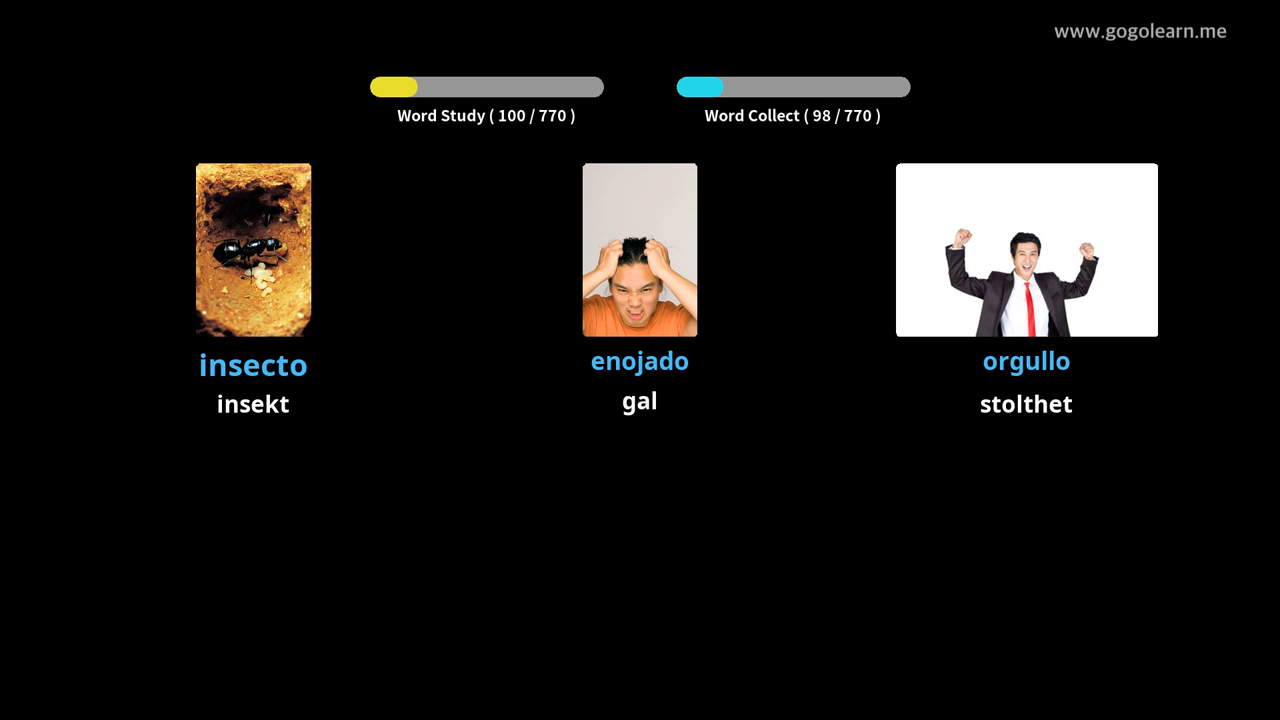 www.gogolearn.me
Word Study ( 100 / 770 )
Word Collect ( 98 / 770 )
insecto
insekt
enojado
gal
orgullo
stolthet